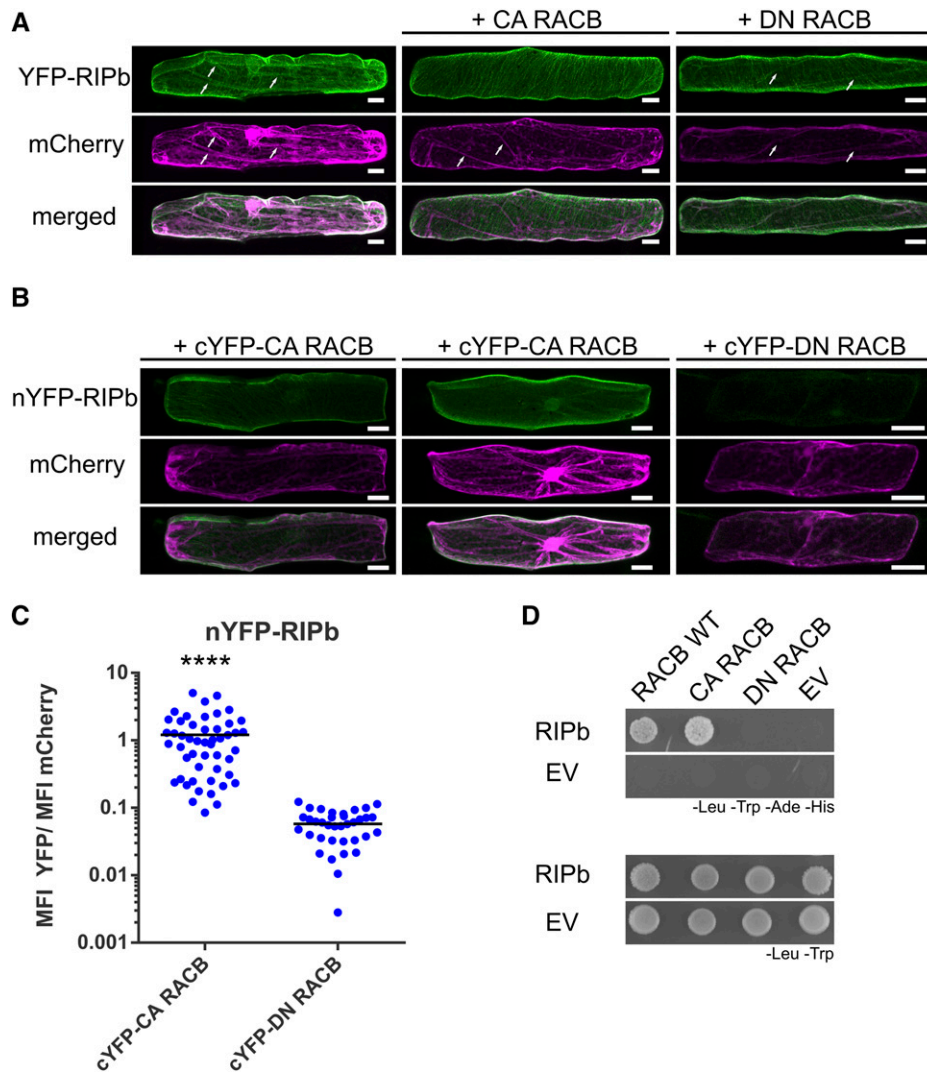 A
+ CA RACB + DN RACB
YFP-RIPb
mCherry
merged
B
+ cYFP-CA RACB + cYFP-CA RACB + cYFP-DN RACB
nYFP-RIPb
mCherry
merged
C
nYFP-RIPb
****
MFI YFP/ MFI mCherry
10
1
0.1
0.01
0.001
cYFP-CA RACB
cYFP-DN RACB
D
RACB WT
CA RACB
DN RACB
EV
RIPb
EV
-Leu -Trp -Ade -His
RIPb
EV
-Leu -Trp